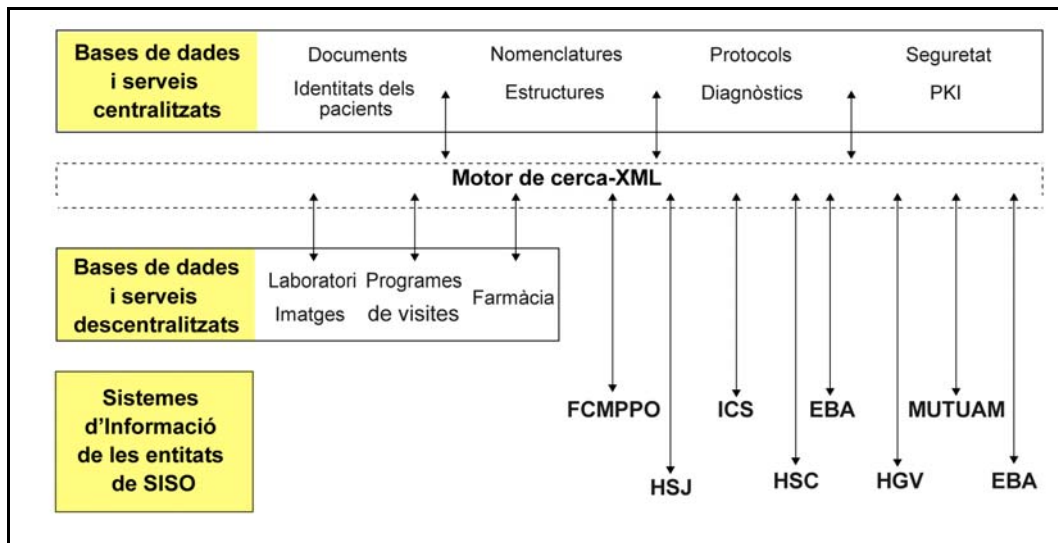 Bases de dades
i serveis
centralitzats
Documents
Nomenclatures
Protocols
Seguretat
Identitats dels
pacients
Estructures
Diagnòstics
PKI
Motor de cerca-XML
Bases de dades
i serveis
descentralitzats
Laboratori
Imatges
Programes
de visites
Farmàcia
Sistemes
d'Informació
de les entitats
de SISO
FCMPPO
ICS
EBA
MUTUAM
HSJ
HSC
HGV
EBA